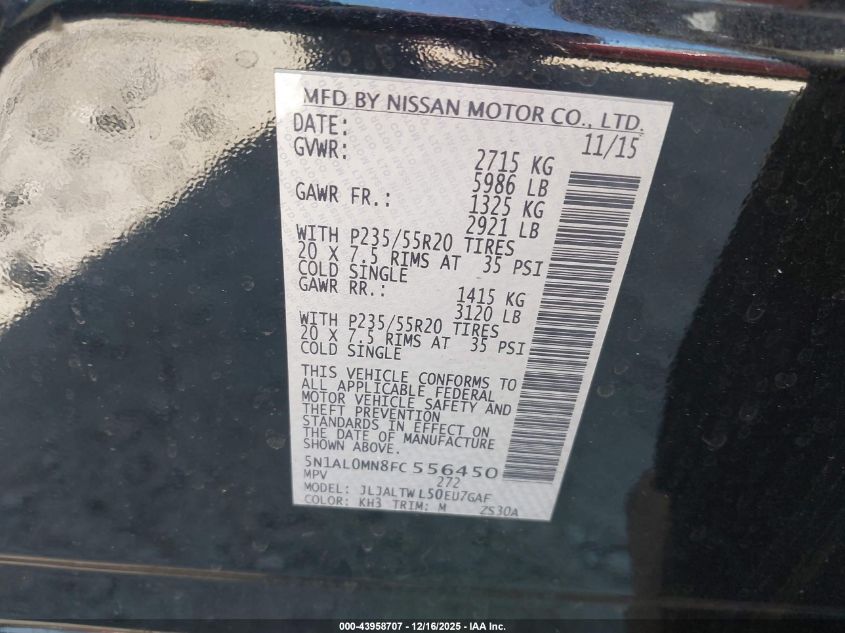 MFD BY NISSAN MOTOR CO., LTD.
DATE: 11/15
GVWR: 2715 KG
5986 LB
GAWR FR.: 1325 KG
2921 LB
WITH P235/55R20 TIRES
20 X 7.5 RIMS AT 35 PSI
COLD SINGLE
GAWR RR.: 1415 KG
3120 LB
WITH P235/55R20 TIRES
20 X 7.5 RIMS AT 35 PSI
COLD SINGLE
THIS VEHICLE CONFORMS TO
ALL APPLICABLE FEDERAL
MOTOR VEHICLE SAFETY AND
THEFT PREVENTION
STANDARDS IN EFFECT ON
THE DATE OF MANUFACTURE
SHOWN ABOVE.
5N1AL0MN8FC556450
MPV 272
MODEL: JLJALTWL50EU7GAF
COLOR: KH3 TRIM: M ZS30A
000-43958707 - 12/16/2025 - IAA Inc.